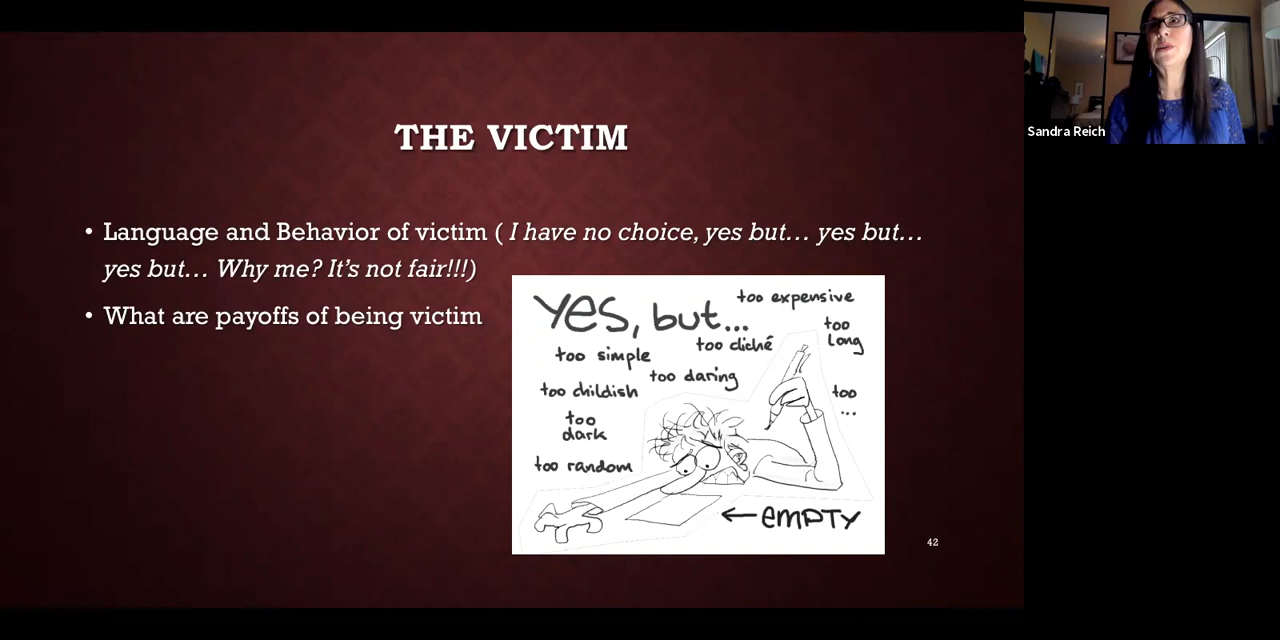 THE VICTIM
• Language and Behavior of victim ( I have no choice, yes but… yes but…
yes but… Why me? It's not fair!!!)
• What are payoffs of being victim
Yes, but...
too expensive
too
long
too cliché
too simple
too daring
too childish
too
...
too
dark
too random
← EMPTY
42
Sandra Reich